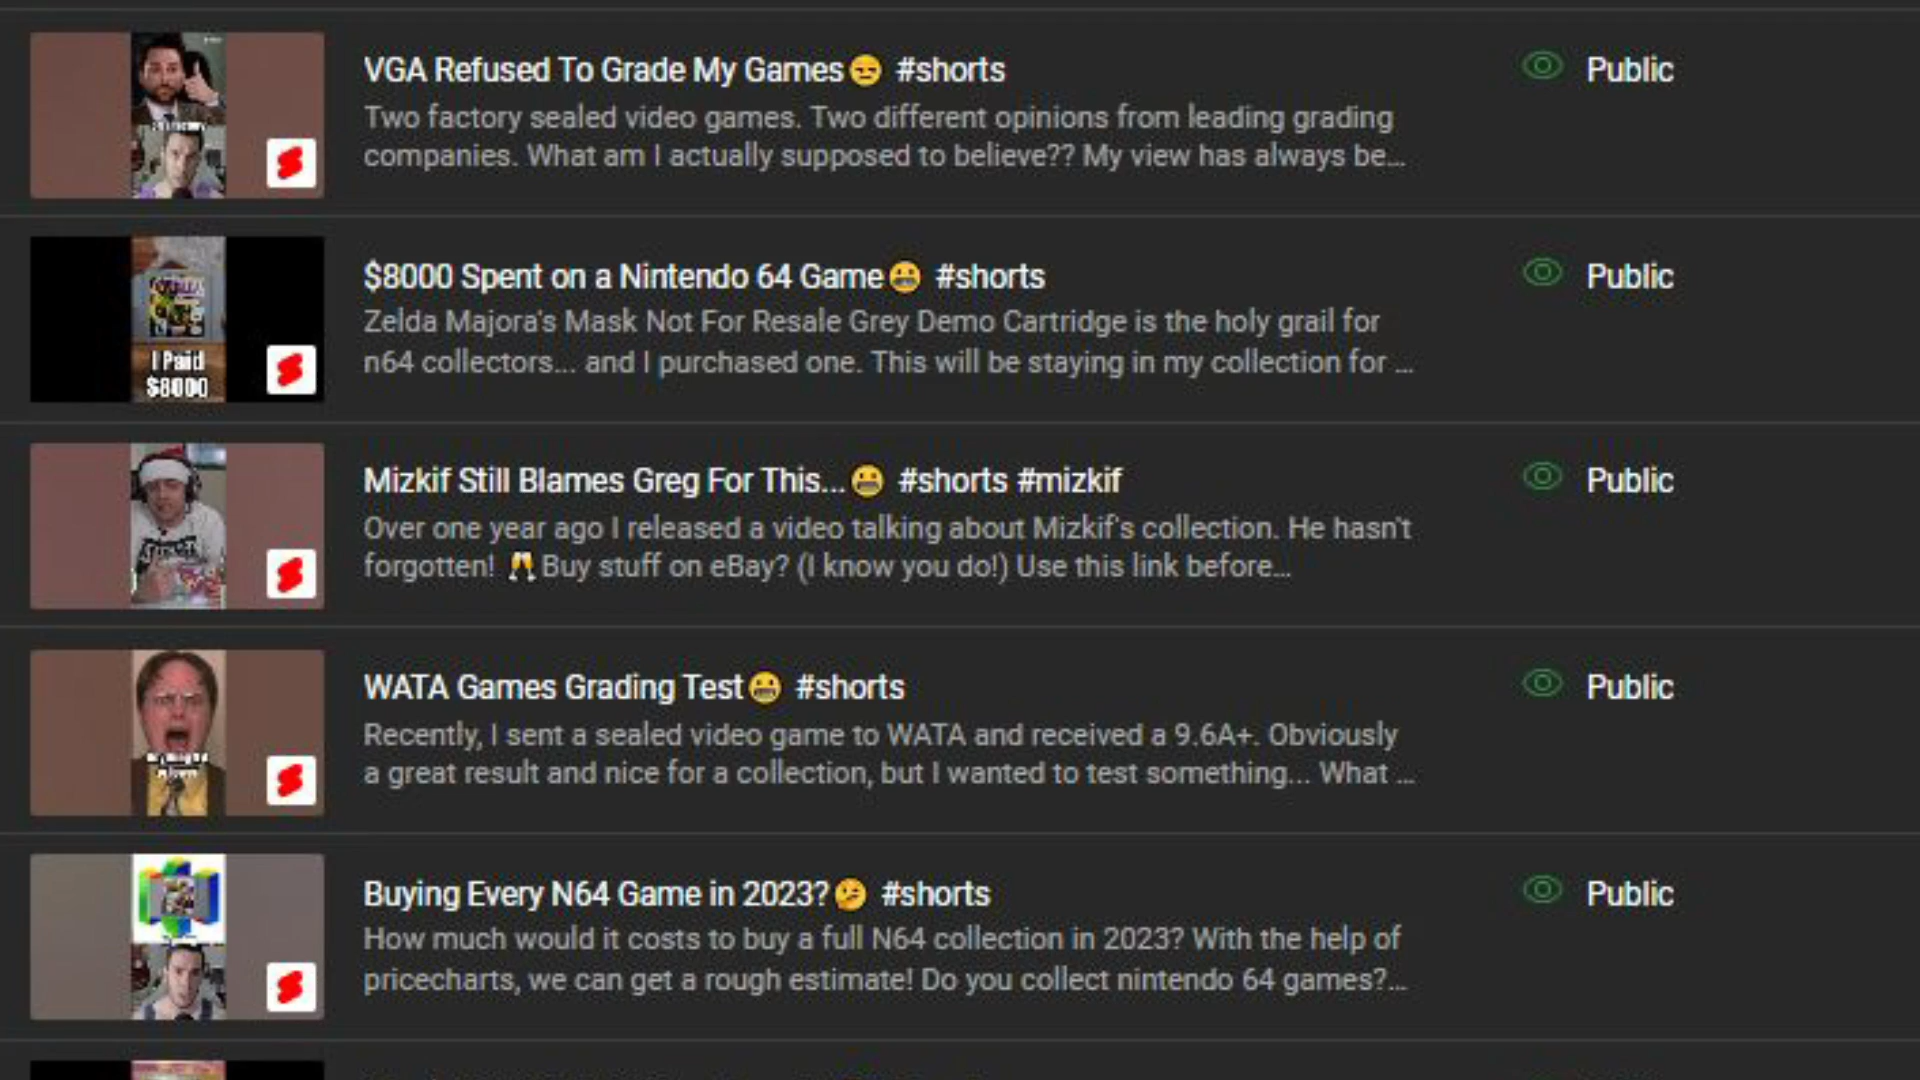 VGA Refused To Grade My Games😒 #shorts
Public
Two factory sealed video games. Two different opinions from leading grading
companies. What am I actually supposed to believe?? My view has always be...
$8000 Spent on a Nintendo 64 Game😬 #shorts
Public
Zelda Majora's Mask Not For Resale Grey Demo Cartridge is the holy grail for
n64 collectors... and I purchased one. This will be staying in my collection for ...
I Paid
$8000
Mizkif Still Blames Greg For This...😬 #shorts #mizkif
Public
Over one year ago I released a video talking about Mizkif's collection. He hasn't
forgotten! 🥂Buy stuff on eBay? (I know you do!) Use this link before...
WATA Games Grading Test😬 #shorts
Public
Recently, I sent a sealed video game to WATA and received a 9.6A+. Obviously
a great result and nice for a collection, but I wanted to test something... What ...
Buying Every N64 Game in 2023?🤔 #shorts
Public
How much would it costs to buy a full N64 collection in 2023? With the help of
pricecharts, we can get a rough estimate! Do you collect nintendo 64 games?...